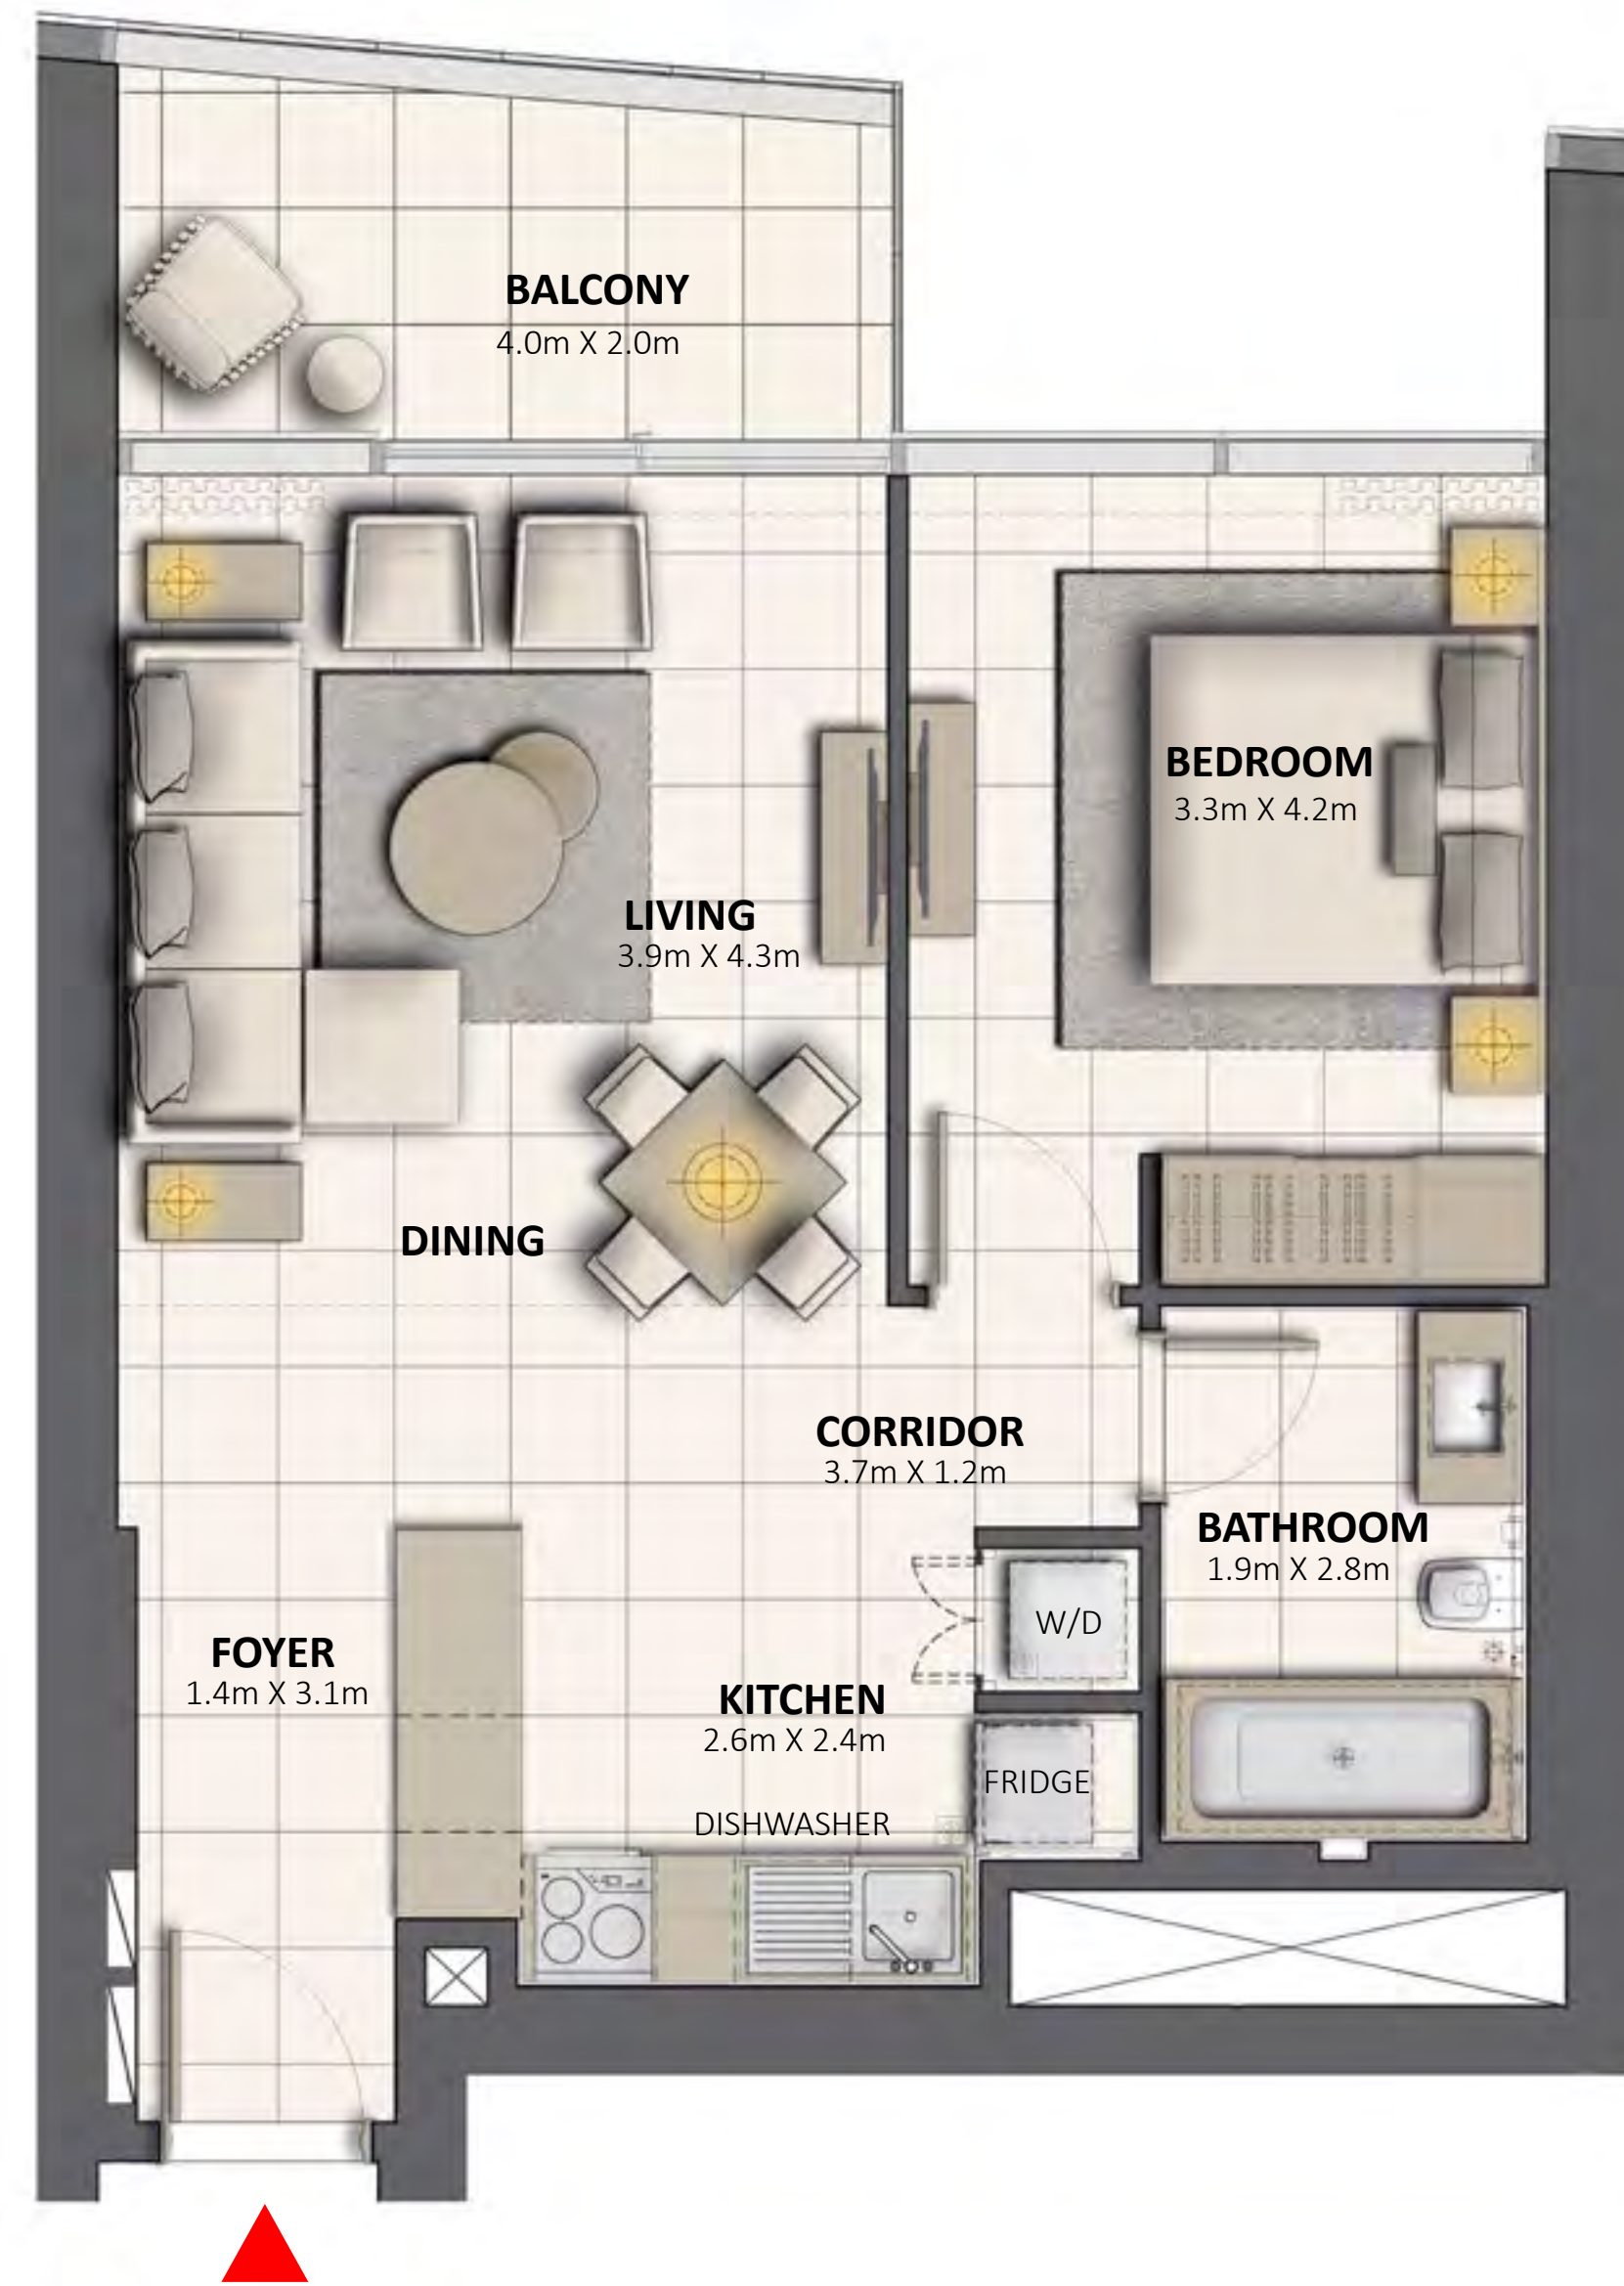 BALCONY
4.0m X 2.0m
BEDROOM
3.3m X 4.2m
LIVING
3.9m X 4.3m
DINING
CORRIDOR
3.7m X 1.2m
BATHROOM
1.9m X 2.8m
W/D
FOYER
1.4m X 3.1m
KITCHEN
2.6m X 2.4m
FRIDGE
DISHWASHER